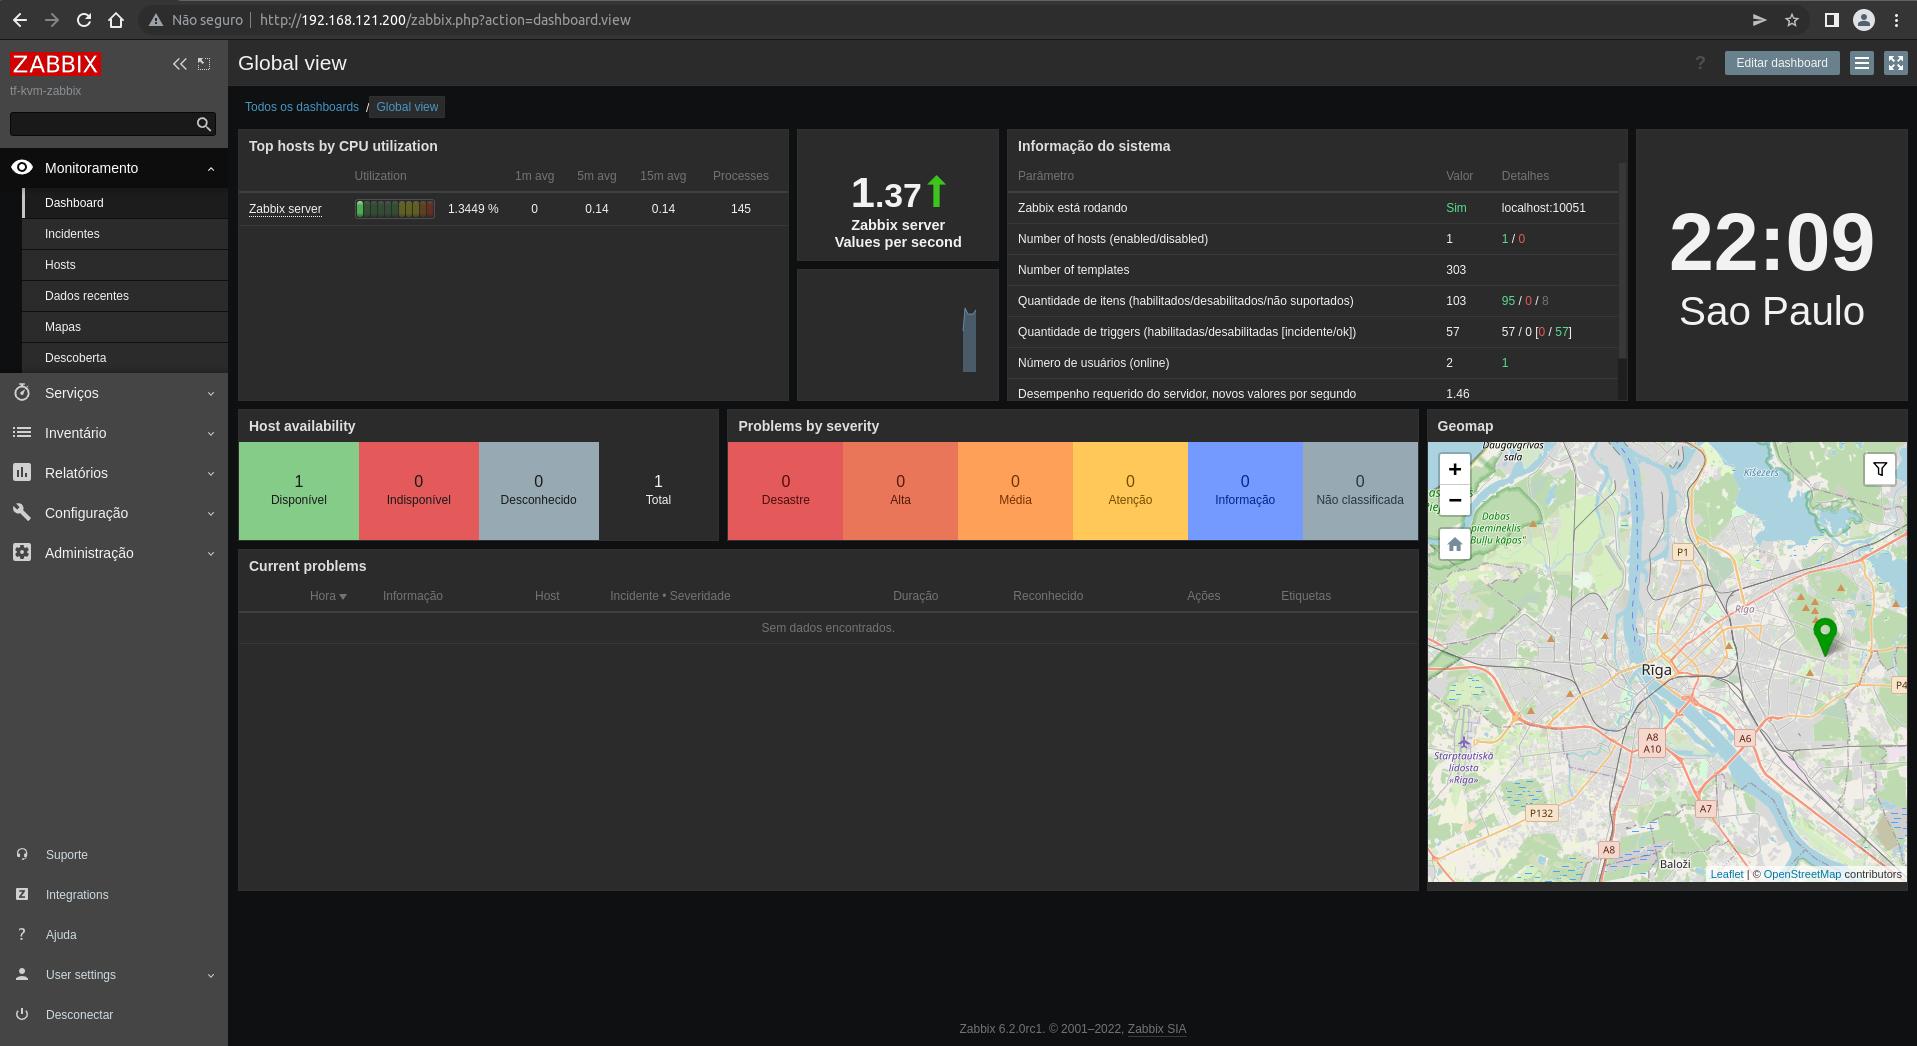 Não seguro | http://192.168.121.200/zabbix.php?action=dashboard.view
ZABBIX
tf-kvm-zabbix
Monitoramento
Dashboard
Incidentes
Hosts
Dados recentes
Mapas
Descoberta
Serviços
Inventário
Relatórios
Configuração
Administração
Suporte
Z Integrations
? Ajuda
User settings
Desconectar
Global view
? Editar dashboard
Todos os dashboards / Global view
Top hosts by CPU utilization
Utilization 1m avg 5m avg 15m avg Processes
Zabbix server 1.3449 % 0 0.14 0.14 145
1.37
Zabbix server
Values per second
Informação do sistema
Parâmetro Valor Detalhes
Zabbix está rodando Sim localhost:10051
Number of hosts (enabled/disabled) 1 1 / 0
Number of templates 303
Quantidade de itens (habilitados/desabilitados/não suportados) 103 95 / 0 / 8
Quantidade de triggers (habilitadas/desabilitadas [incidente/ok]) 57 57 / 0 [0 / 57]
Número de usuários (online) 2 1
Desempenho requerido do servidor, novos valores por segundo 1.46
22:09
Sao Paulo
Host availability
1 0 0 1
Disponível Indisponível Desconhecido Total
Problems by severity
0 0 0 0 0 0
Desastre Alta Média Atenção Informação Não classificada
Geomap
+
−
Daugavgrīvas
sala
Ķīšezers
Dabas
piemineklis
"Buļļu kāpas"
P1
Rīga
Rīga
P4
A8
A10
A6
Starptautiskā
lidosta
«Rīga»
A7
P132
A8
Baloži
Leaflet | © OpenStreetMap contributors
Current problems
Hora Informação Host Incidente • Severidade Duração Reconhecido Ações Etiquetas
Sem dados encontrados.
Zabbix 6.2.0rc1. © 2001–2022, Zabbix SIA